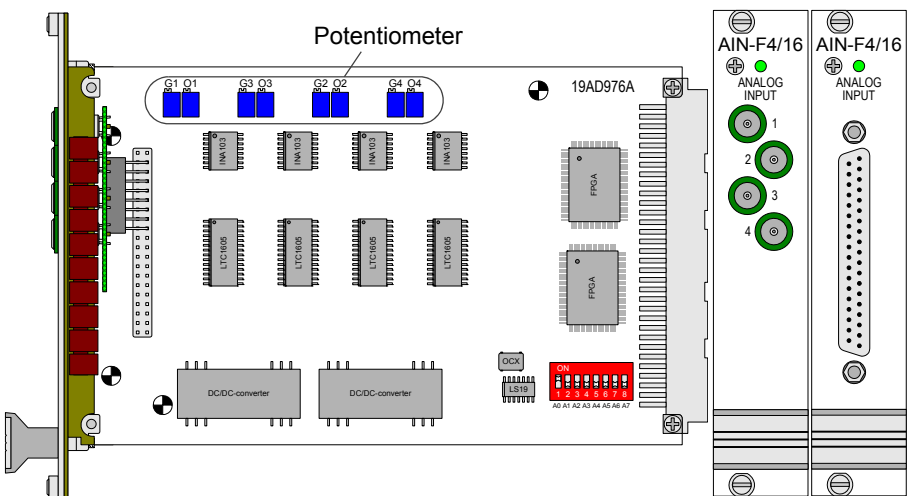 Potentiometer
G1 O1 G3 O3 G2 O2 G4 O4
19AD976A
INA103 INA103 INA103 INA103
FPGA
LTC1605 LTC1605 LTC1605 LTC1605
FPGA
OCX
LS19
ON
1 2 3 4 5 6 7 8
A0 A1 A2 A3 A4 A5 A6 A7
DC/DC-converter DC/DC-converter
AIN-F4/16
ANALOG
INPUT
1
2
3
4
AIN-F4/16
ANALOG
INPUT